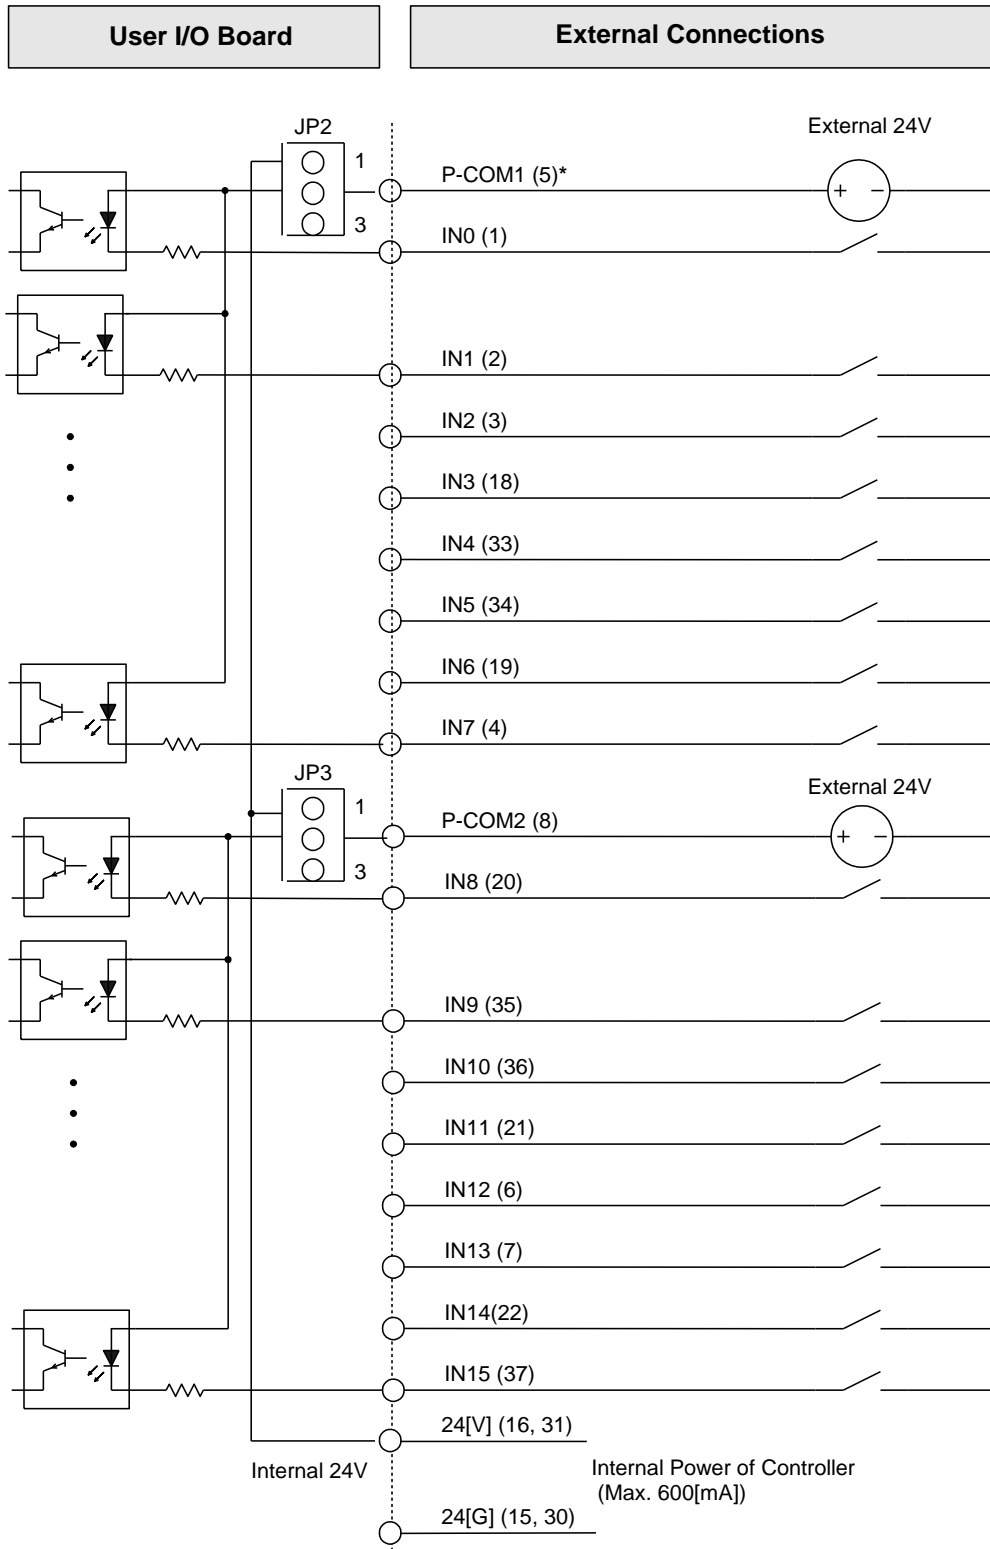 User I/O Board
External Connections
JP2
External 24V
1
P-COM1 (5)*
+ −
3
IN0 (1)
IN1 (2)
IN2 (3)
IN3 (18)
IN4 (33)
IN5 (34)
IN6 (19)
IN7 (4)
JP3
External 24V
1
P-COM2 (8)
+ −
3
IN8 (20)
IN9 (35)
IN10 (36)
IN11 (21)
IN12 (6)
IN13 (7)
IN14(22)
IN15 (37)
24[V] (16, 31)
Internal 24V
Internal Power of Controller
(Max. 600[mA])
24[G] (15, 30)